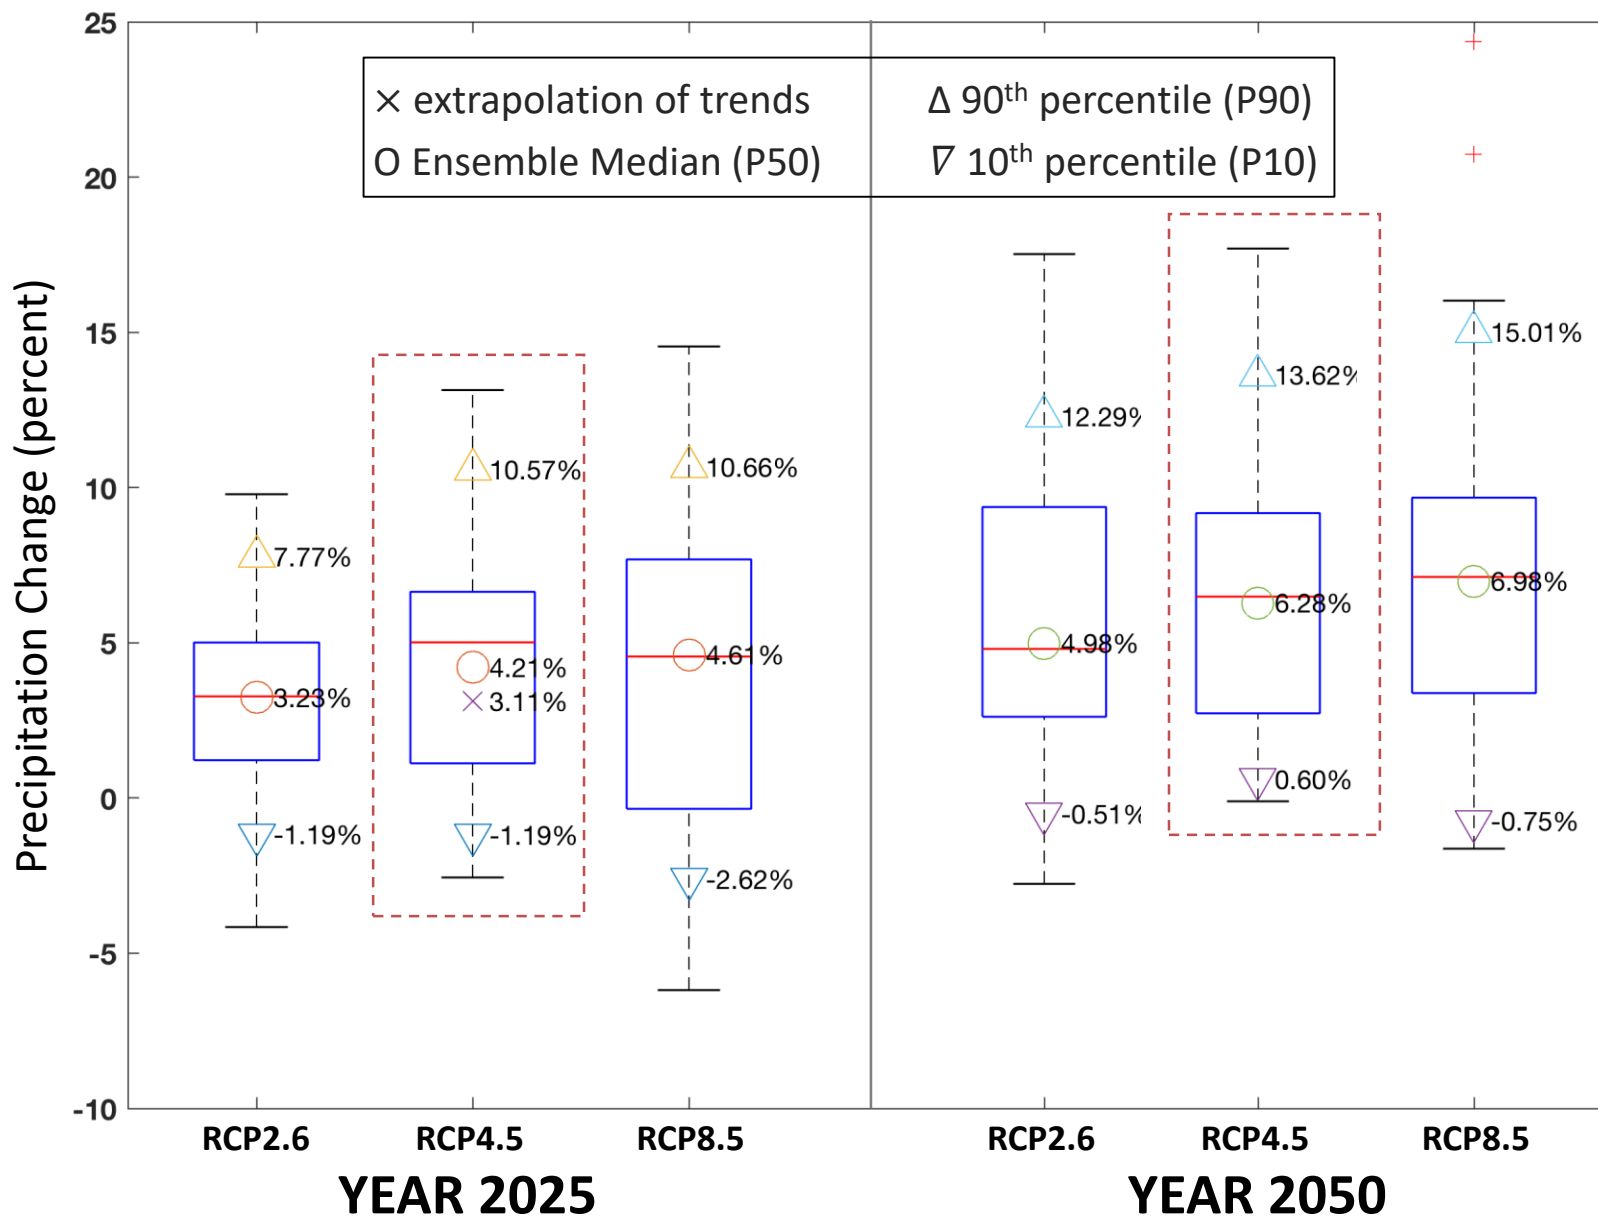 25
20
15
10
5
0
-5
-10
Precipitation Change (percent)
× extrapolation of trends
Δ 90th percentile (P90)
O Ensemble Median (P50)
∇ 10th percentile (P10)
7.77%
3.23%
-1.19%
10.57%
4.21%
3.11%
-1.19%
10.66%
4.61%
-2.62%
12.29%
4.98%
-0.51%
13.62%
6.28%
0.60%
15.01%
6.98%
-0.75%
RCP2.6
RCP4.5
RCP8.5
RCP2.6
RCP4.5
RCP8.5
YEAR 2025
YEAR 2050